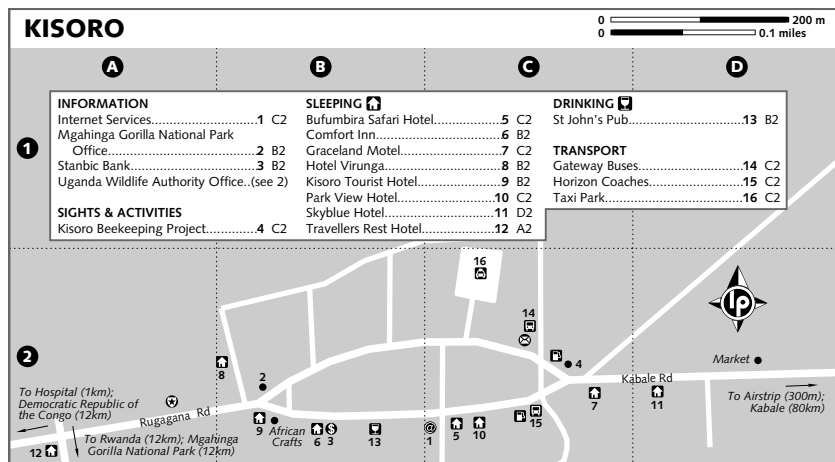 KISORO
0 200 m
0 0.1 miles
A B C D
1
INFORMATION
Internet Services.....................1 C2
Mgahinga Gorilla National Park
Office................................2 B2
Stanbic Bank..........................3 B2
Uganda Wildlife Authority Office..(see 2)
SIGHTS & ACTIVITIES
Kisoro Beekeeping Project.............4 C2
SLEEPING
Bufumbira Safari Hotel................5 C2
Comfort Inn...........................6 B2
Graceland Motel.......................7 C2
Hotel Virunga.........................8 B2
Kisoro Tourist Hotel..................9 B2
Park View Hotel......................10 C2
Skyblue Hotel........................11 D2
Travellers Rest Hotel................12 A2
DRINKING
St John's Pub........................13 B2
TRANSPORT
Gateway Buses........................14 C2
Horizon Coaches......................15 C2
Taxi Park............................16 C2
16
lp
14
2
4
Market
8
2
Kabale Rd
To Hospital (1km);
Democratic Republic of
the Congo (12km)
Rugagana Rd
7
11
To Airstrip (300m);
Kabale (80km)
9
African
Crafts
6
3
13
@
1
5
10
15
To Rwanda (12km); Mgahinga
Gorilla National Park (12km)
12